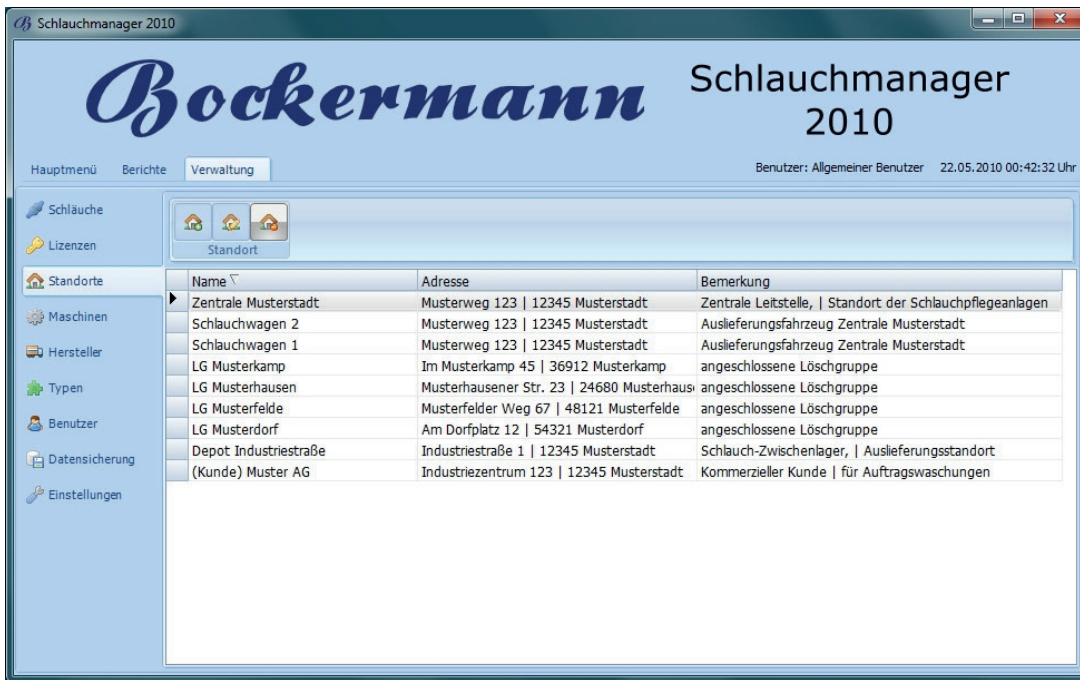 Schlauchmanager 2010
Bockermann
Schlauchmanager
2010
Hauptmenü Berichte Verwaltung
Benutzer: Allgemeiner Benutzer 22.05.2010 00:42:32 Uhr
Schläuche
Lizenzen
Standorte
Maschinen
Hersteller
Typen
Benutzer
Datensicherung
Einstellungen
Standort
Name Adresse Bemerkung
Zentrale Musterstadt Musterweg 123 | 12345 Musterstadt Zentrale Leitstelle, | Standort der Schlauchpflegeanlagen
Schlauchwagen 2 Musterweg 123 | 12345 Musterstadt Auslieferungsfahrzeug Zentrale Musterstadt
Schlauchwagen 1 Musterweg 123 | 12345 Musterstadt Auslieferungsfahrzeug Zentrale Musterstadt
LG Musterkamp Im Musterkamp 45 | 36912 Musterkamp angeschlossene Löschgruppe
LG Musterhausen Musterhausener Str. 23 | 24680 Musterhaus angeschlossene Löschgruppe
LG Musterfelde Musterfelder Weg 67 | 48121 Musterfelde angeschlossene Löschgruppe
LG Musterdorf Am Dorfplatz 12 | 54321 Musterdorf angeschlossene Löschgruppe
Depot Industriestraße Industriestraße 1 | 12345 Musterstadt Schlauch-Zwischenlager, | Auslieferungsstandort
(Kunde) Muster AG Industriezentrum 123 | 12345 Musterstadt Kommerzieller Kunde | für Auftragswaschungen